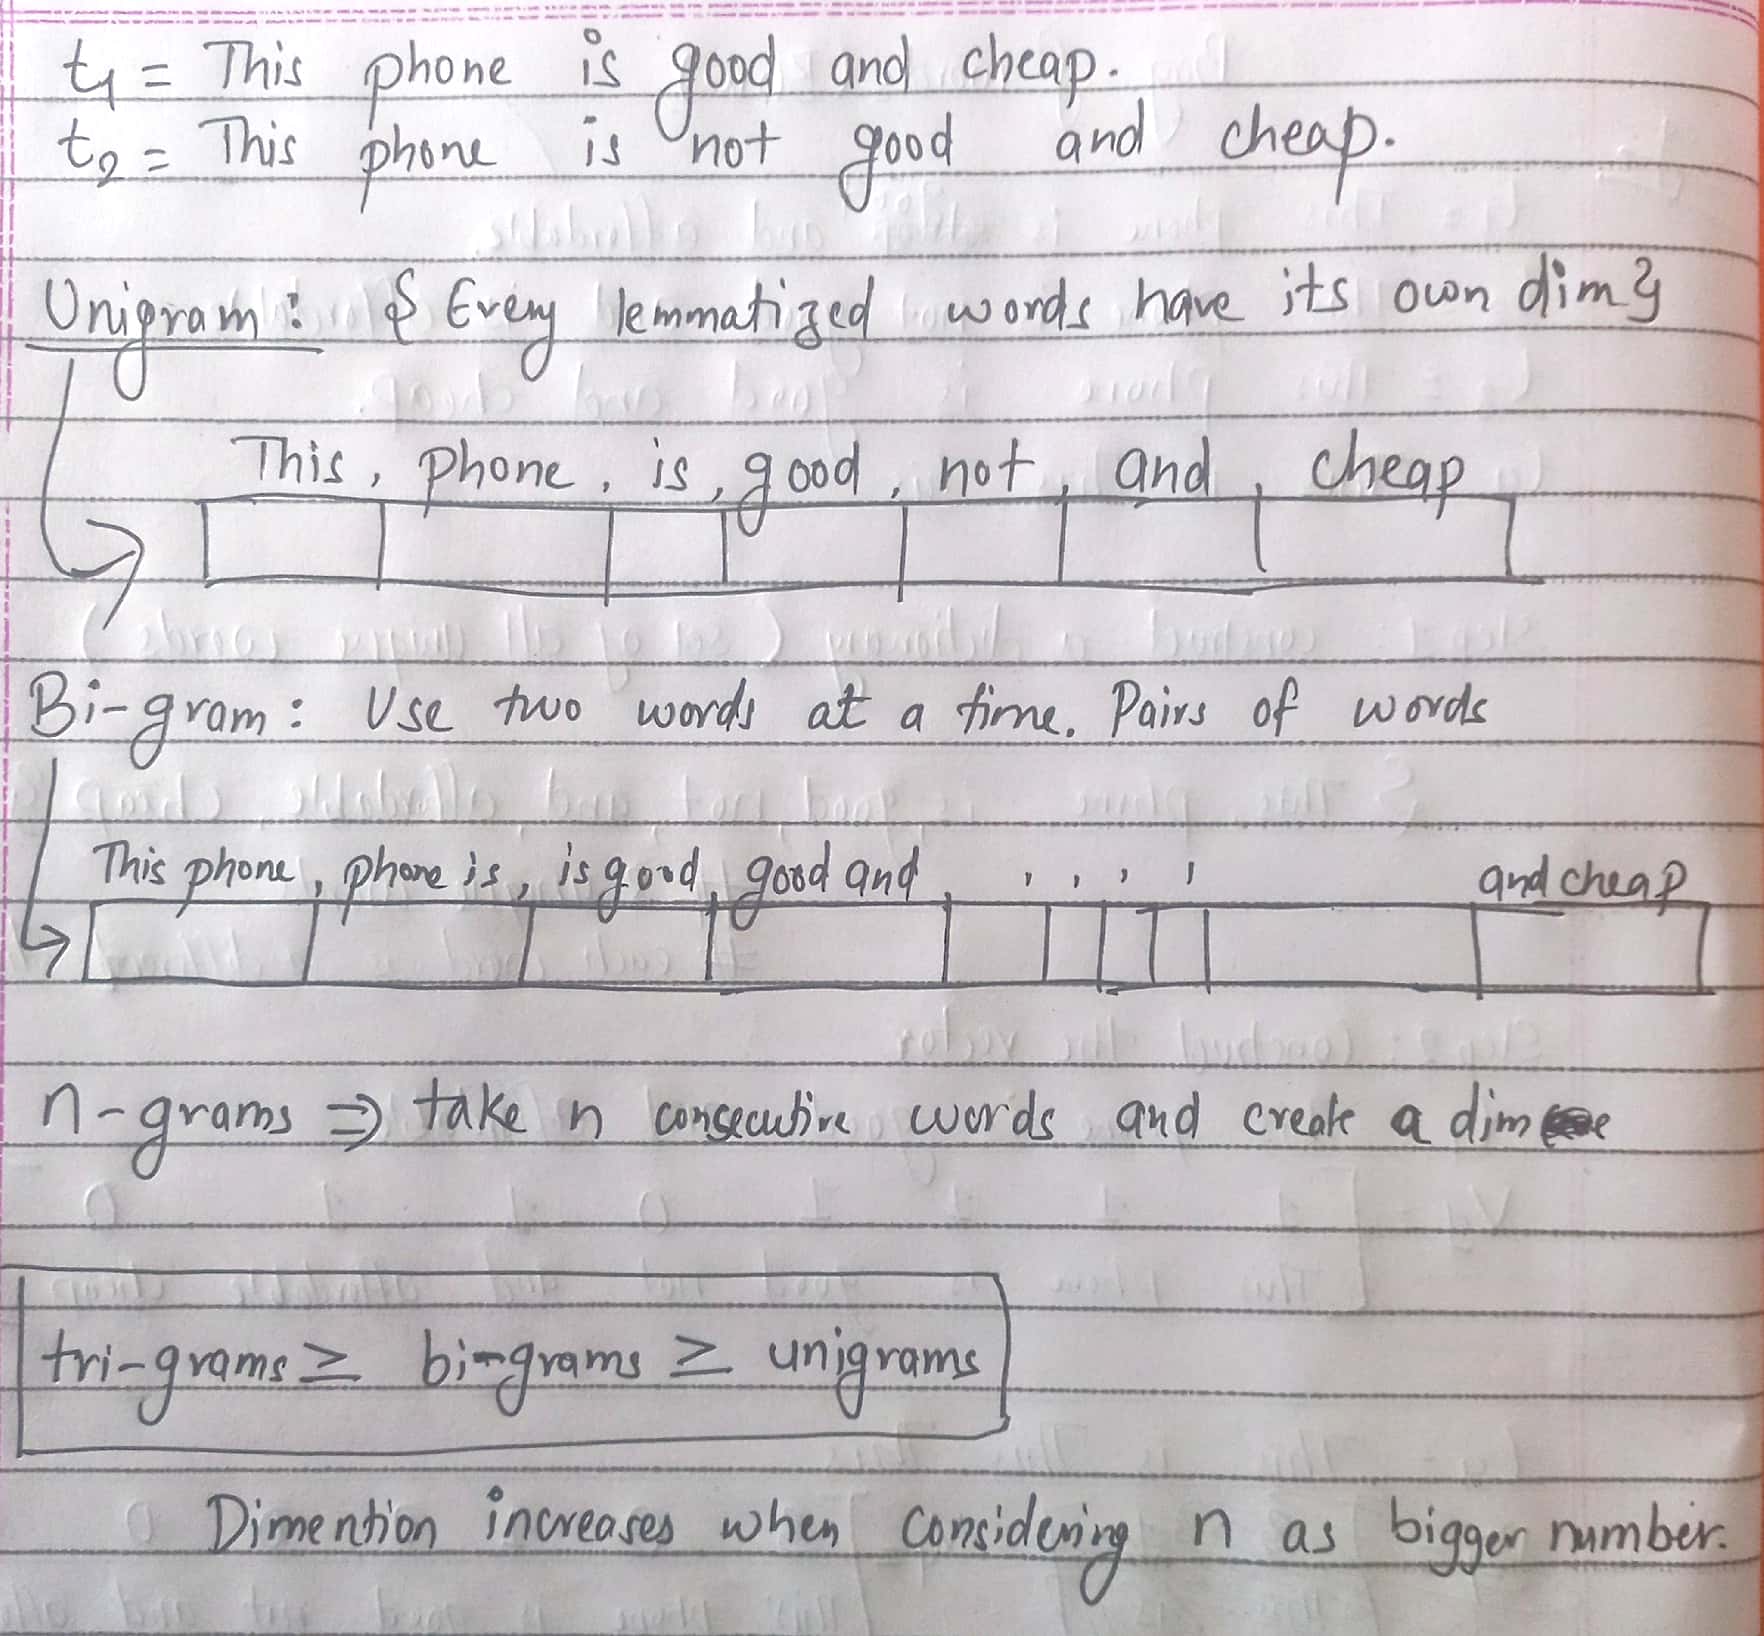 t1 = This phone is good and cheap.
t2 = This phone is not good and cheap.
Unigram: { Every lemmatized words have its own dim }
This, phone, is, good, not, and, cheap
Bi-gram: Use two words at a time. Pairs of words
This phone, phone is, is good, good and, , , , , and cheap
n-grams ⇒ take n consecutive words and create a dim
tri-grams ≥ bi-grams ≥ unigrams
Dimention increases when considering n as bigger number.